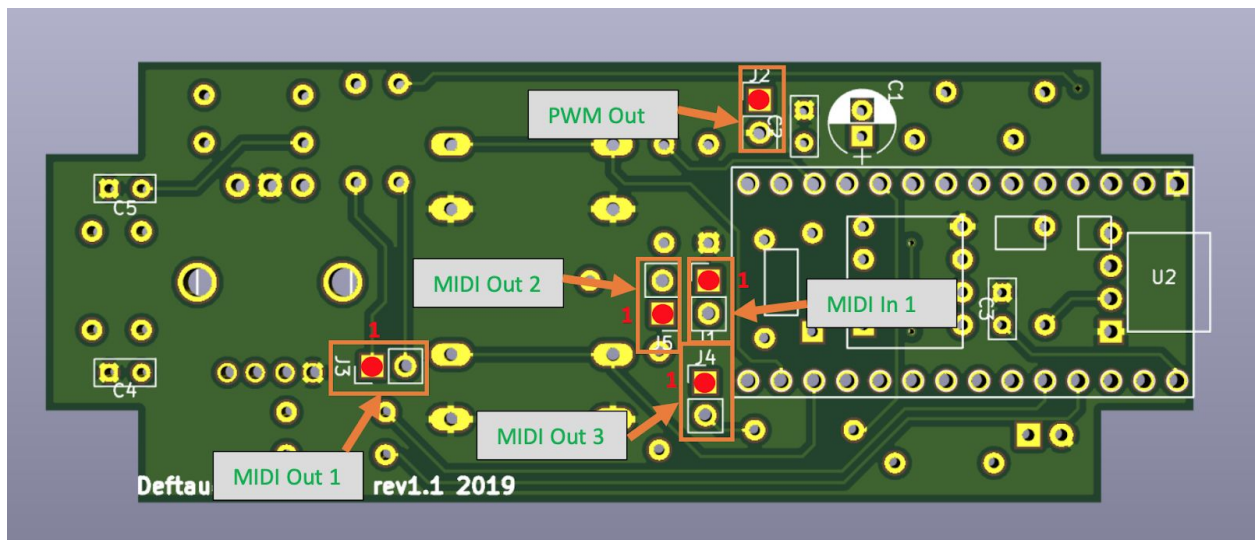 J2
C1
PWM Out
C2
+
C5
MIDI Out 2
1
1
MIDI In 1
U2
1
J5
J1
C3
1
J3
J4
1
C4
MIDI Out 3
MIDI Out 1
Deftau
rev1.1 2019